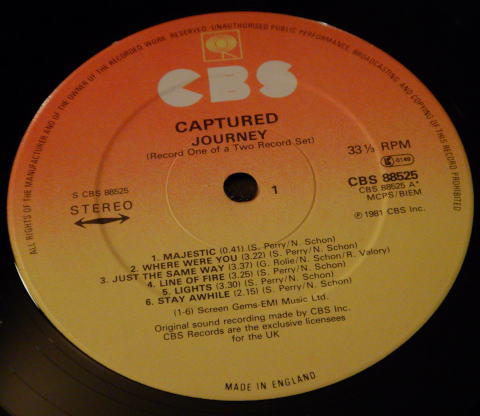 ALL RIGHTS OF THE MANUFACTURER AND OF THE OWNER OF THE RECORDED WORK RESERVED · UNAUTHORISED PUBLIC PERFORMANCE, BROADCASTING AND COPYING OF THIS RECORD PROHIBITED
CBS
CAPTURED
JOURNEY
(Record One of a Two Record Set)
33⅓ RPM
K 0149
S CBS 88525
STEREO
1
CBS 88525
CBS 88525 A*
MCPS/BIEM
℗ 1981 CBS Inc.
1. MAJESTIC (0.41) (S. Perry/N. Schon)
2. WHERE WERE YOU (3.22) (S. Perry/N. Schon)
3. JUST THE SAME WAY (3.37) (G. Rolie/N. Schon/R. Valory)
4. LINE OF FIRE (3.25) (S. Perry/N. Schon)
5. LIGHTS (3.30) (S. Perry/N. Schon)
6. STAY AWHILE (2.15) (S. Perry/N. Schon)
(1-6) Screen Gems-EMI Music Ltd.
Original sound recording made by CBS Inc.
CBS Records are the exclusive licensees
for the UK
MADE IN ENGLAND